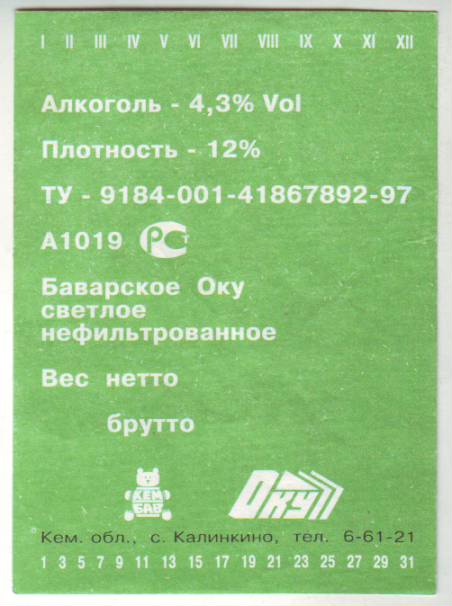 I II III IV V VI VII VIII IX X XI XII
Алкоголь - 4,3% Vol
Плотность - 12%
ТУ - 9184-001-41867892-97
А1019 РСТ
Баварское Оку
светлое
нефильтрованное
Вес нетто
брутто
КЕМ
БАВ
Оку
Кем. обл., с. Калинкино, тел. 6-61-21
1 3 5 7 9 11 13 15 17 19 21 23 25 27 29 31